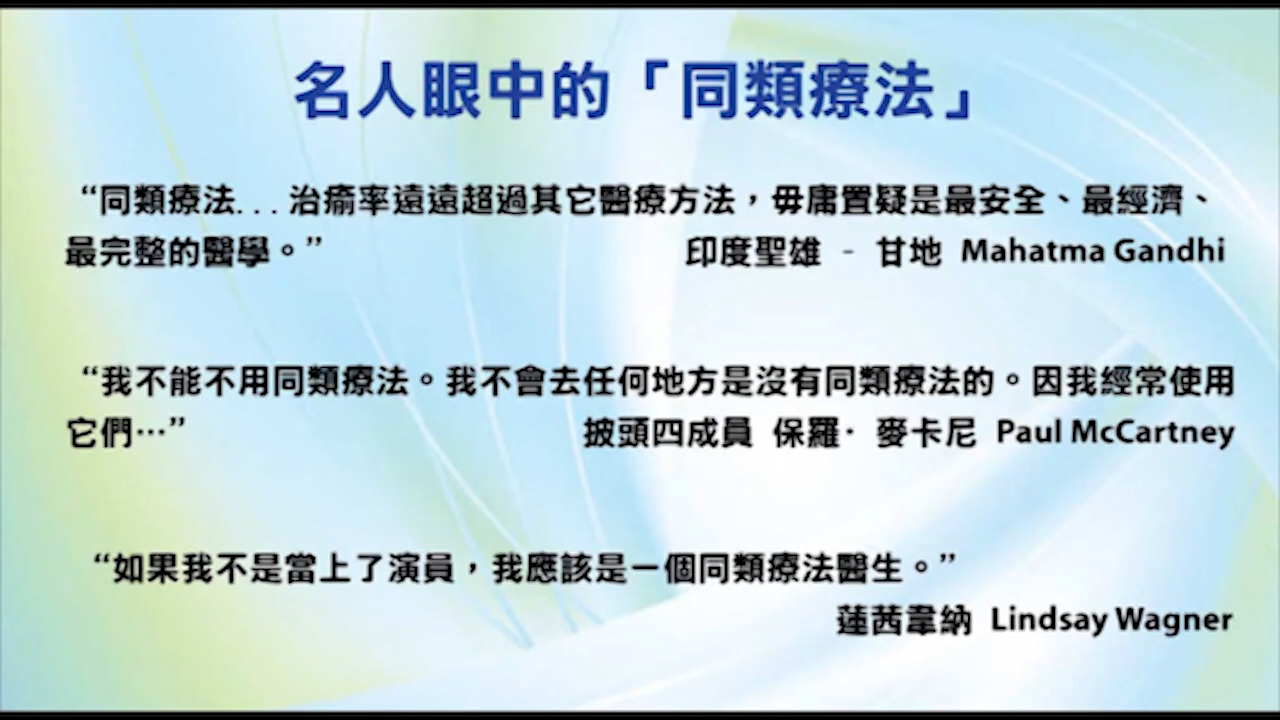 名人眼中的「同類療法」
“同類療法...治癒率遠遠超過其它醫療方法，毋庸置疑是最安全、最經濟、
最完整的醫學。” 印度聖雄 - 甘地 Mahatma Gandhi
“我不能不用同類療法。我不會去任何地方是沒有同類療法的。因我經常使用
它們…” 披頭四成員 保羅· 麥卡尼 Paul McCartney
“如果我不是當上了演員，我應該是一個同類療法醫生。”
蓮茜韋納 Lindsay Wagner